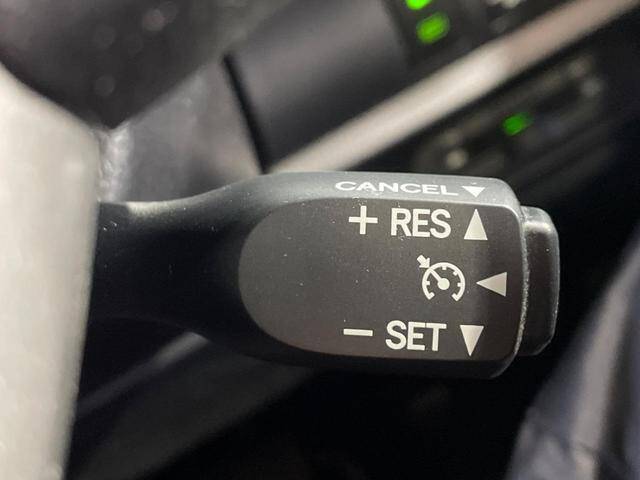 CANCEL ▼
+ RES ▲
◀
− SET ▼